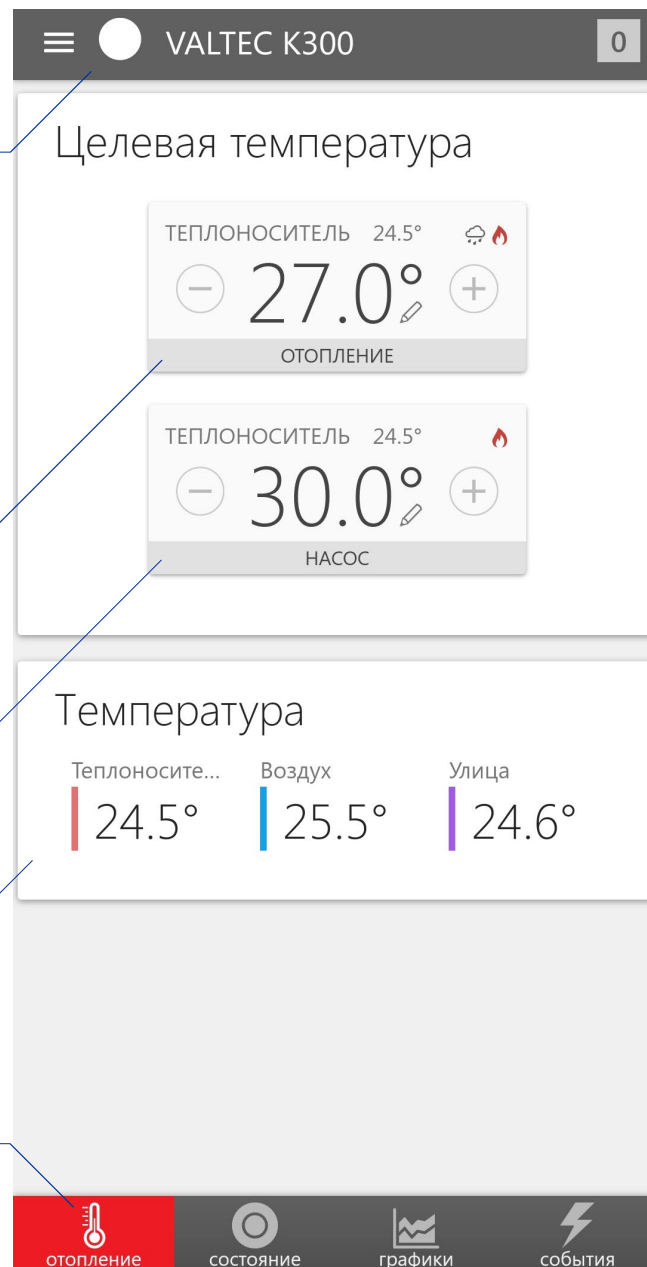 VALTEC K300
0
Целевая температура
ТЕПЛОНОСИТЕЛЬ 24.5°
27.0°
ОТОПЛЕНИЕ
ТЕПЛОНОСИТЕЛЬ 24.5°
30.0°
НАСОС
Температура
Теплоносите... Воздух Улица
24.5° 25.5° 24.6°
отопление состояние графики события